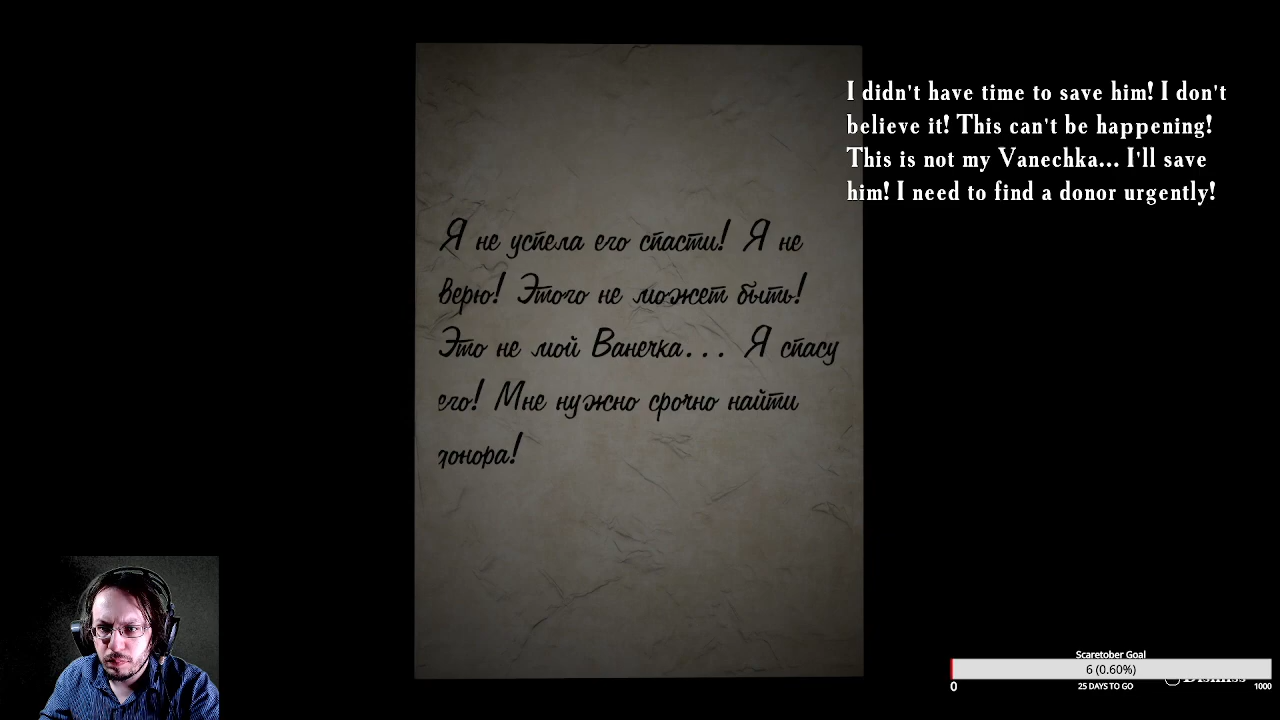 I didn't have time to save him! I don't
believe it! This can't be happening!
This is not my Vanechka... I'll save
him! I need to find a donor urgently!
Я не успела его спасти! Я не
верю! Этого не может быть!
Это не мой Ванечка... Я спасу
его! Мне нужно срочно найти
донора!
Scaretober Goal
6 (0.60%)
0
25 DAYS TO GO
1000